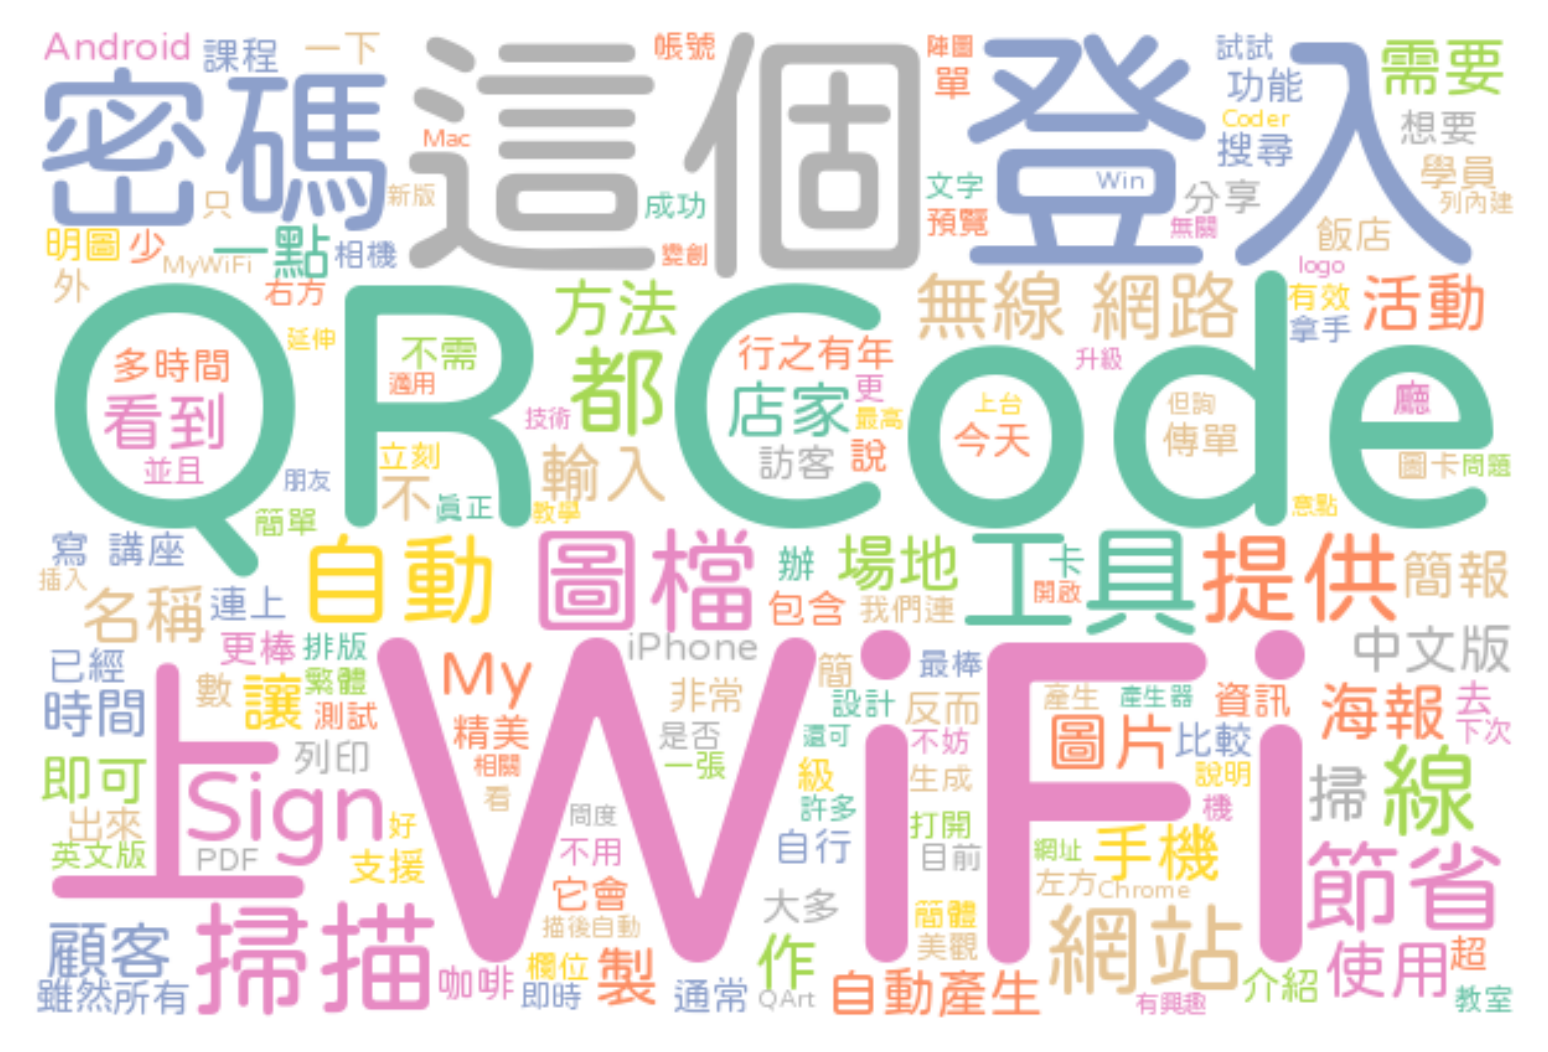 Android 課程 一下 帳號 陣圖 試試 需要
密碼 這個 登入
單 功能
Mac Coder 想要
搜尋
只 新版 成功 文字 Win 分享 學員
列內建
預覽 無關
明圖 少 一點 相機 變創 飯店
MyWiFi logo
外 右方 方法 無線 網路 有效 活動
拿手
QRCode
延伸 多時間 不需 行之有年 升級
適用 都 店家 更 廳
看到 技術 最高 上台 但詢
今天 傳單
並且 立刻 輸入 訪客 說 圖卡 問題
朋友 不 真正 教學 意點
簡單
寫 講座 自動 圖檔 辦 場地 工具 卡 提供 簡報
插入 開啟
名稱 連上 包含 我們連
更棒 排版 iPhone 中文版
已經 上 WiFi
My 簡 最棒
數 讓 繁體 非常 設計 反而 產生 產生器 資訊 海報 去
時間 測試 精美 是否 還可 不妨 圖片 比較 下次
列印 相關 一張 級 生成 說明
即可 Sign 看 許多 機 掃 線
出來 好 問度 打開
英文版 PDF 支援 不用 自行 目前 網址 手機
左方 Chrome 節省
它會 大多
描後自動 簡體
顧客 掃描 美觀 網站
咖啡 欄位 製 作 使用 超
雖然所有 即時 通常 QArt 自動產生 介紹 教室
有興趣